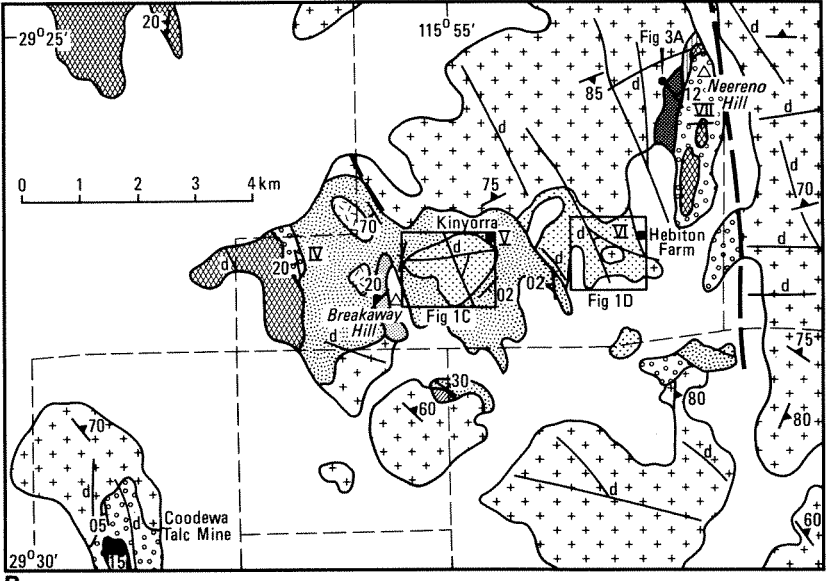 29° 25'
20
115° 55'
Fig 3A
85
d
12
Neereno
Hill
VII
d
d
d
0 1 2 3 4 km
d
d
75
70
70
Kinyorra
V
d
d
VI
Hebiton
Farm
d
IV
20
d
20
02
02
d
d
Breakaway
Hill
Fig 1C
Fig 1D
d
75
30
60
80
80
70
d
d
d
05
d
Coodewa
Talc Mine
60
29° 30'
15